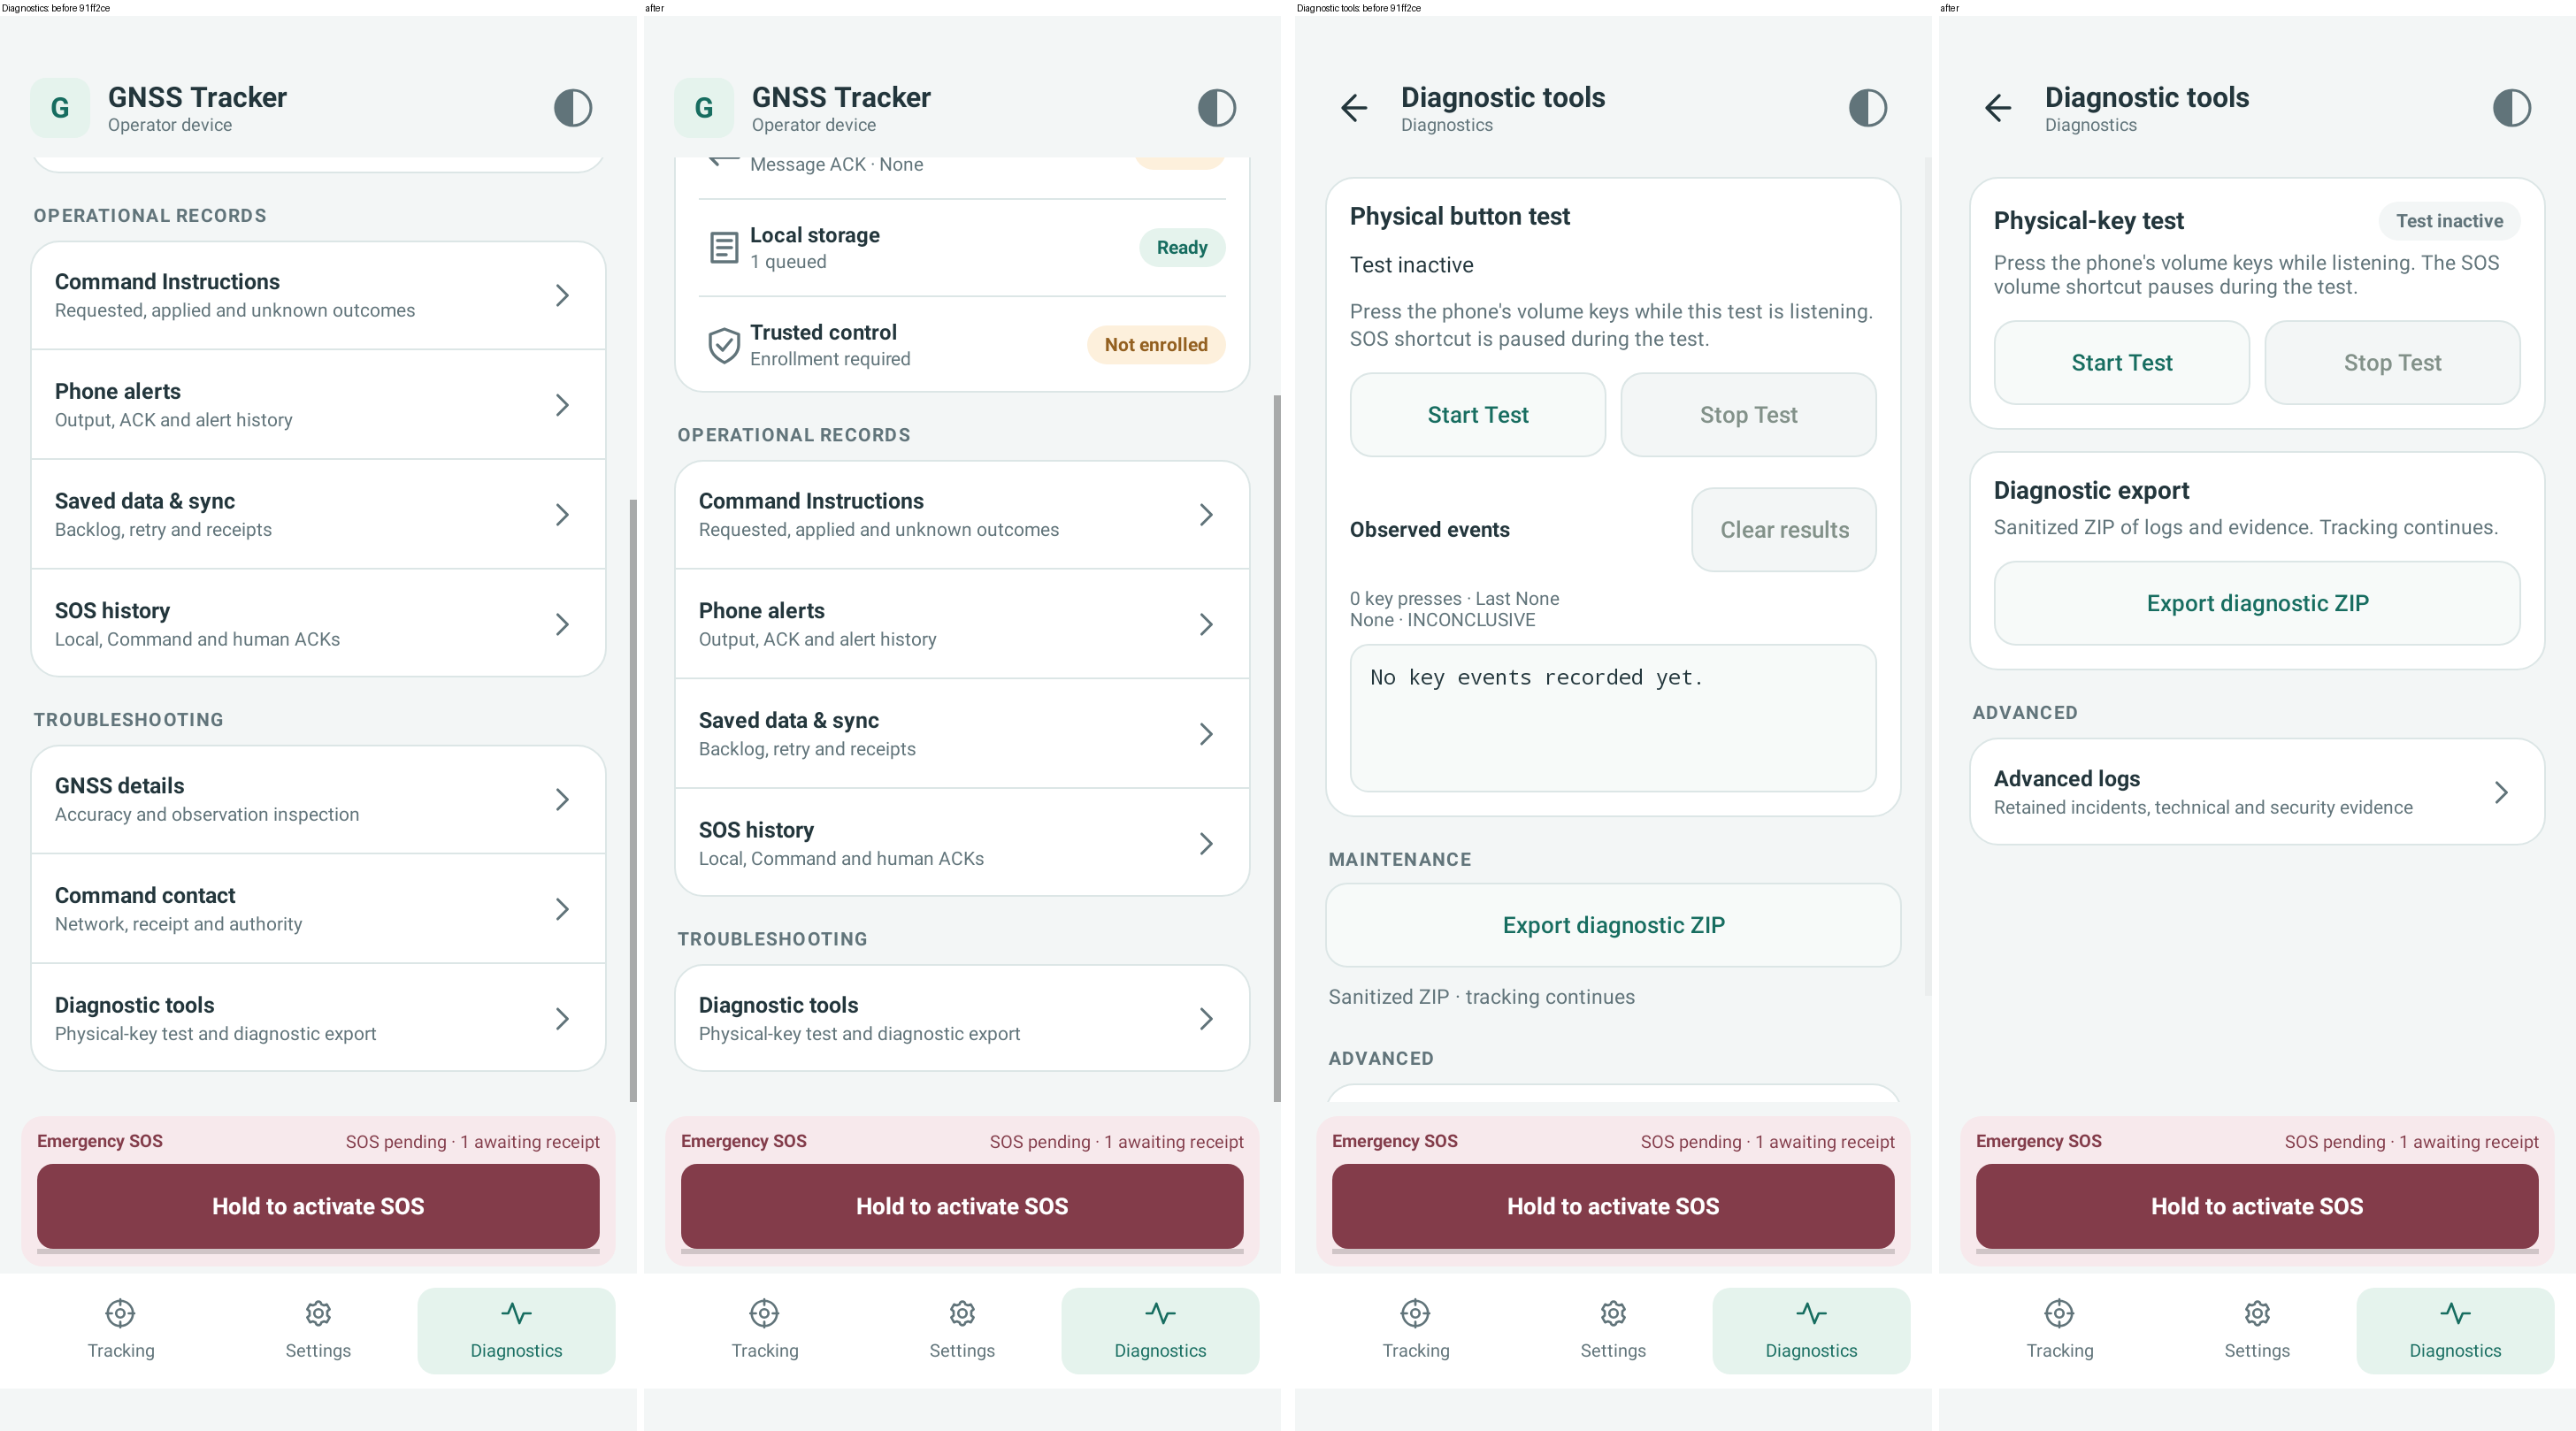 Diagnostics: before 91ff2ce
GNSS Tracker
Operator device
G
OPERATIONAL RECORDS
Command Instructions
Requested, applied and unknown outcomes
Phone alerts
Output, ACK and alert history
Saved data & sync
Backlog, retry and receipts
SOS history
Local, Command and human ACKs
TROUBLESHOOTING
GNSS details
Accuracy and observation inspection
Command contact
Network, receipt and authority
Diagnostic tools
Physical-key test and diagnostic export
Emergency SOS
SOS pending · 1 awaiting receipt
Hold to activate SOS
Tracking
Settings
Diagnostics
after
GNSS Tracker
Operator device
G
Message ACK · None
Local storage
1 queued
Ready
Trusted control
Enrollment required
Not enrolled
OPERATIONAL RECORDS
Command Instructions
Requested, applied and unknown outcomes
Phone alerts
Output, ACK and alert history
Saved data & sync
Backlog, retry and receipts
SOS history
Local, Command and human ACKs
TROUBLESHOOTING
Diagnostic tools
Physical-key test and diagnostic export
Emergency SOS
SOS pending · 1 awaiting receipt
Hold to activate SOS
Tracking
Settings
Diagnostics
Diagnostic tools: before 91ff2ce
Diagnostic tools
Diagnostics
Physical button test
Test inactive
Press the phone's volume keys while this test is listening.
SOS shortcut is paused during the test.
Start Test
Stop Test
Observed events
Clear results
0 key presses · Last None
None · INCONCLUSIVE
No key events recorded yet.
MAINTENANCE
Export diagnostic ZIP
Sanitized ZIP · tracking continues
ADVANCED
Emergency SOS
SOS pending · 1 awaiting receipt
Hold to activate SOS
Tracking
Settings
Diagnostics
after
Diagnostic tools
Diagnostics
Physical-key test
Test inactive
Press the phone's volume keys while listening. The SOS
volume shortcut pauses during the test.
Start Test
Stop Test
Diagnostic export
Sanitized ZIP of logs and evidence. Tracking continues.
Export diagnostic ZIP
ADVANCED
Advanced logs
Retained incidents, technical and security evidence
Emergency SOS
SOS pending · 1 awaiting receipt
Hold to activate SOS
Tracking
Settings
Diagnostics